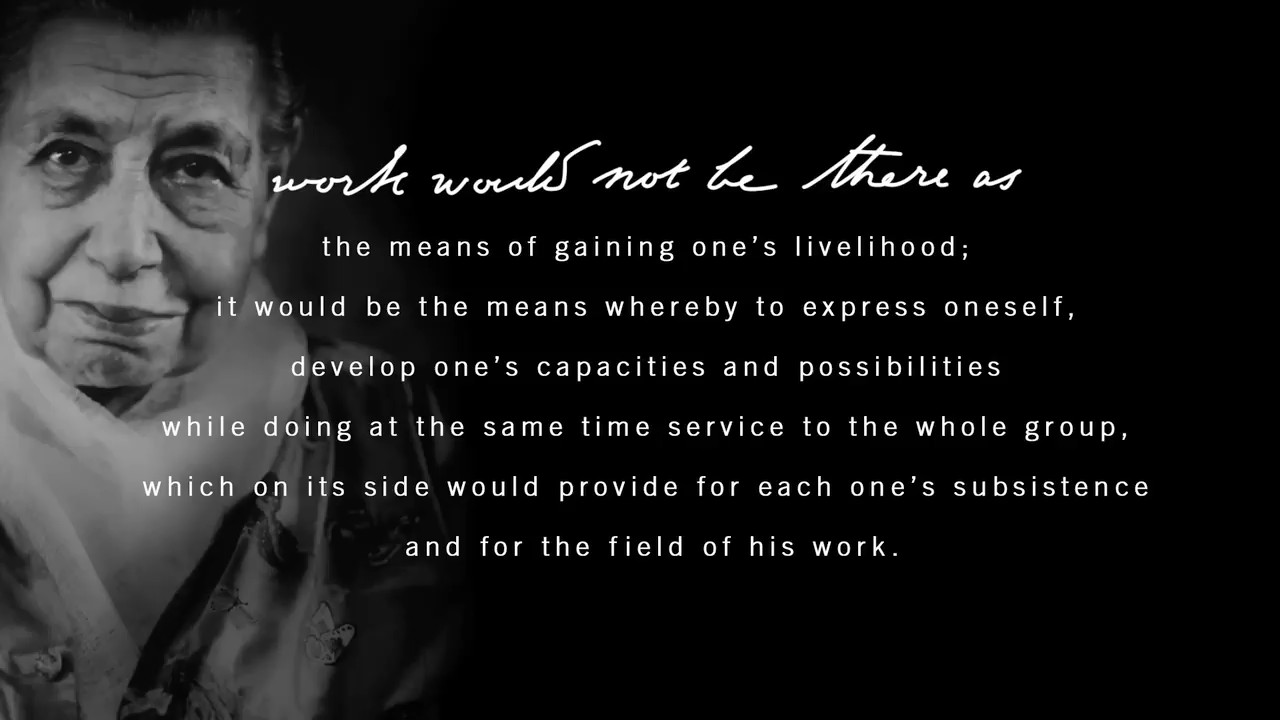 work would not be there as
the means of gaining one’s livelihood;
it would be the means whereby to express oneself,
develop one’s capacities and possibilities
while doing at the same time service to the whole group,
which on its side would provide for each one’s subsistence
and for the field of his work.